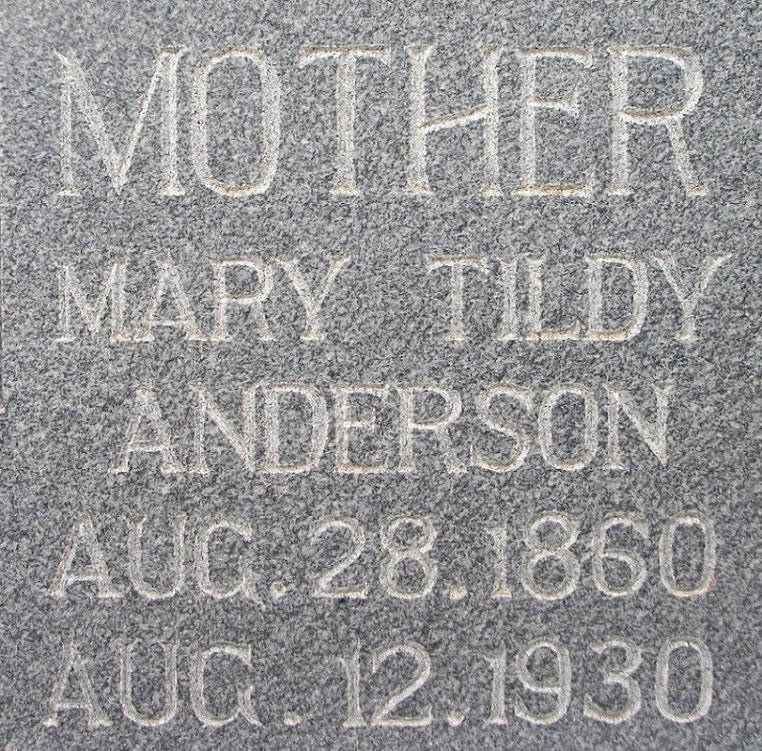 MOTHER
MARY TILDY
ANDERSON
AUG. 28. 1860
AUG. 12. 1930